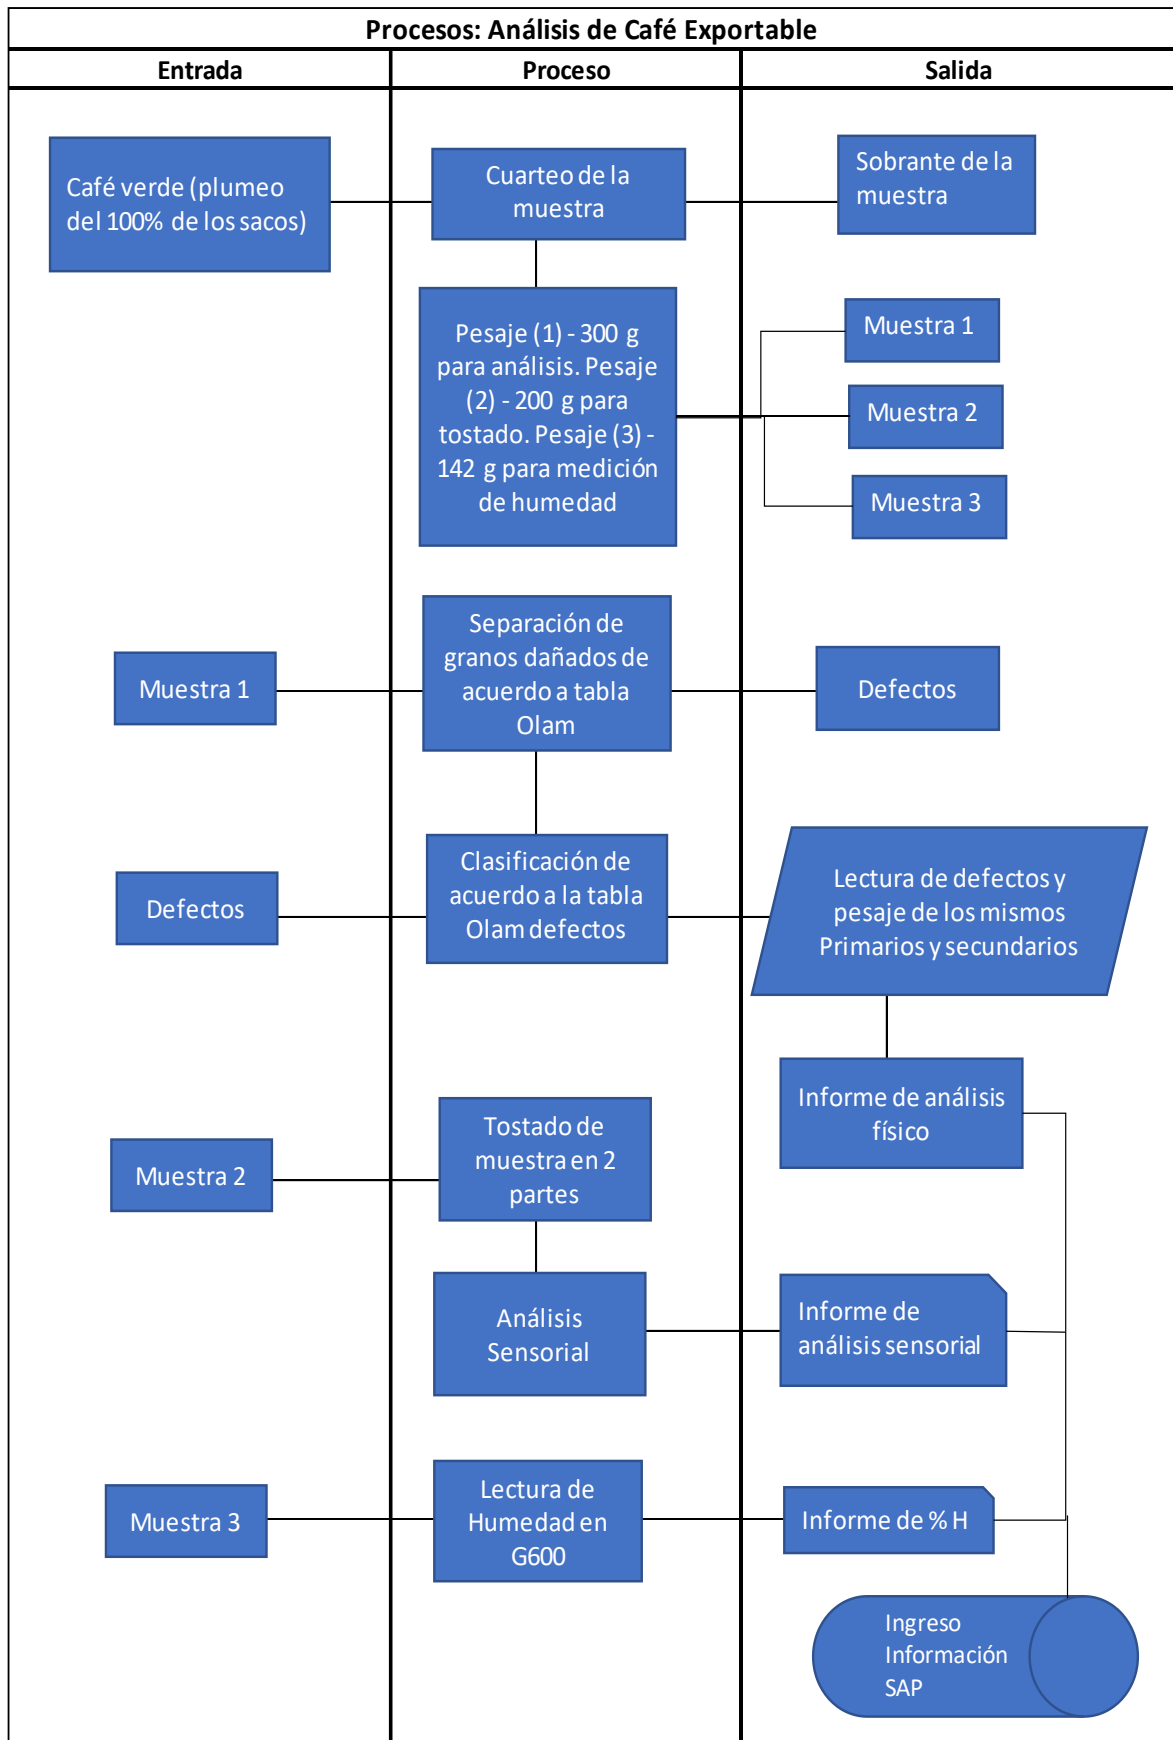 Procesos: Análisis de Café Exportable
Entrada
Proceso
Salida
Café verde (plumeo
del 100% de los sacos)
Cuarteo de la
muestra
Sobrante de la
muestra
Pesaje (1) - 300 g
para análisis. Pesaje
(2) - 200 g para
tostado. Pesaje (3) -
142 g para medición
de humedad
Muestra 1
Muestra 2
Muestra 3
Muestra 1
Separación de
granos dañados de
acuerdo a tabla
Olam
Defectos
Defectos
Clasificación de
acuerdo a la tabla
Olam defectos
Lectura de defectos y
pesaje de los mismos
Primarios y secundarios
Informe de análisis
físico
Muestra 2
Tostado de
muestra en 2
partes
Análisis
Sensorial
Informe de
análisis sensorial
Muestra 3
Lectura de
Humedad en
G600
Informe de % H
Ingreso
Información
SAP